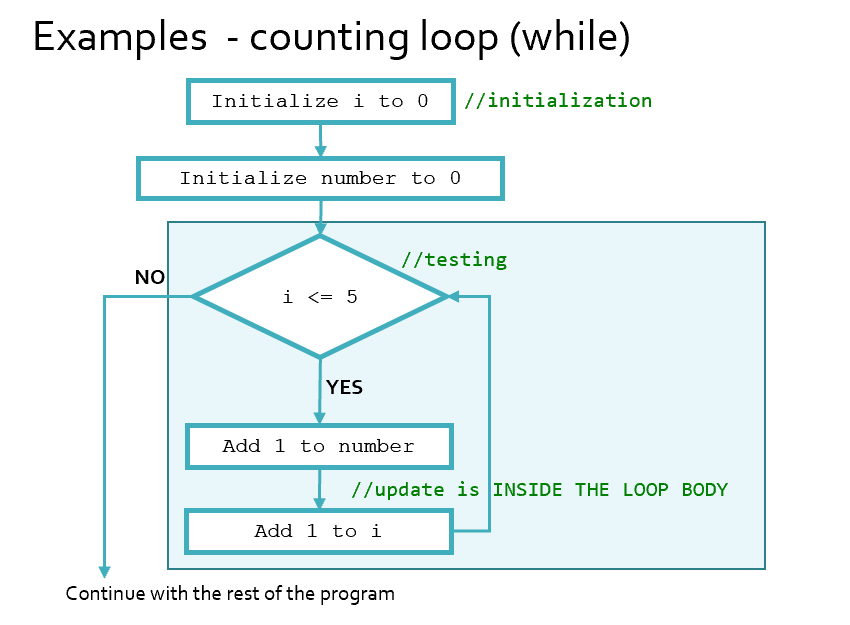 Examples - counting loop (while)
Initialize i to 0 //initialization
Initialize number to 0
//testing
NO
i <= 5
YES
Add 1 to number
//update is INSIDE THE LOOP BODY
Add 1 to i
Continue with the rest of the program